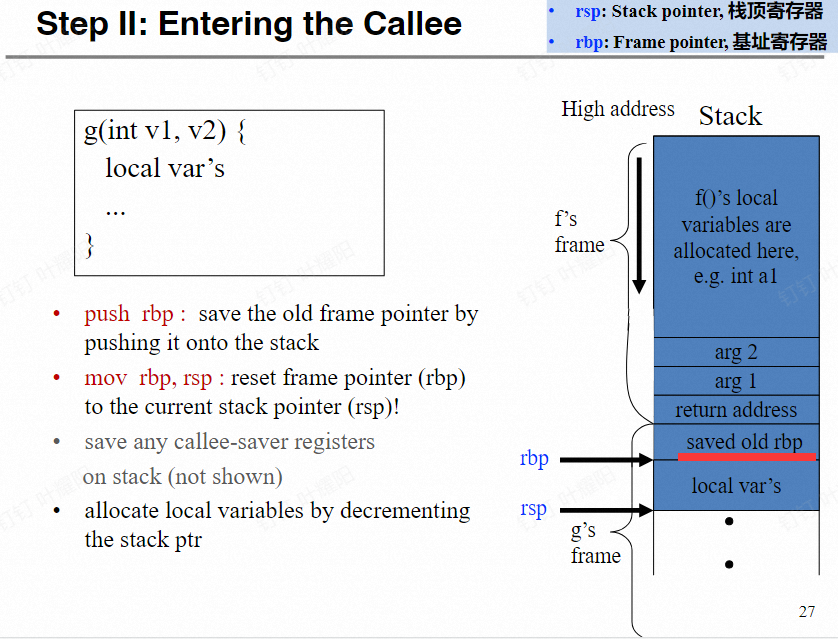 Step II: Entering the Callee
• rsp: Stack pointer, 栈顶寄存器
• rbp: Frame pointer, 基址寄存器
g(int v1, v2) {
local var’s
...
}
• push rbp : save the old frame pointer by
pushing it onto the stack
• mov rbp, rsp : reset frame pointer (rbp)
to the current stack pointer (rsp)!
• save any callee-saver registers
on stack (not shown)
• allocate local variables by decrementing
the stack ptr
High address
Stack
f’s
frame
f()’s local
variables are
allocated here,
e.g. int a1
arg 2
arg 1
return address
saved old rbp
rbp
local var’s
rsp
g’s
frame
27